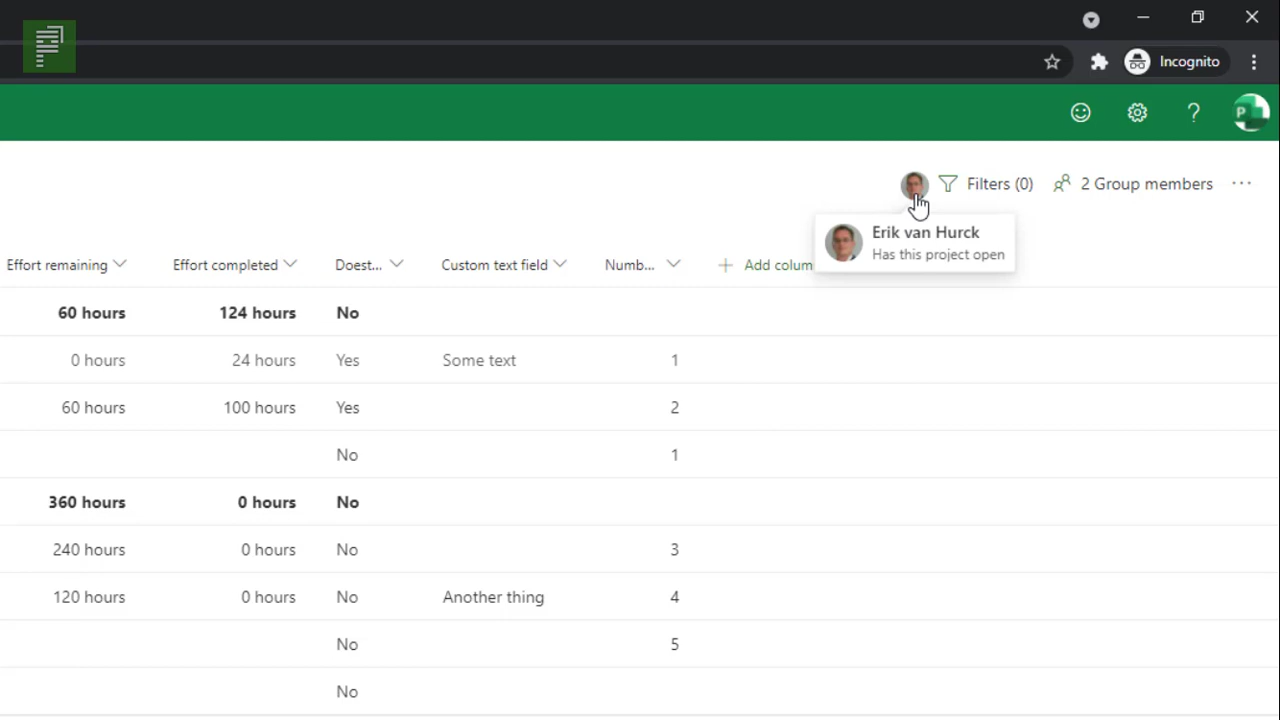 Incognito
P
Filters (0) 2 Group members
Erik van Hurck
Has this project open
Effort remaining Effort completed Doest... Custom text field Numb... Add colum
60 hours 124 hours No
0 hours 24 hours Yes Some text 1
60 hours 100 hours Yes 2
No 1
360 hours 0 hours No
240 hours 0 hours No 3
120 hours 0 hours No Another thing 4
No 5
No